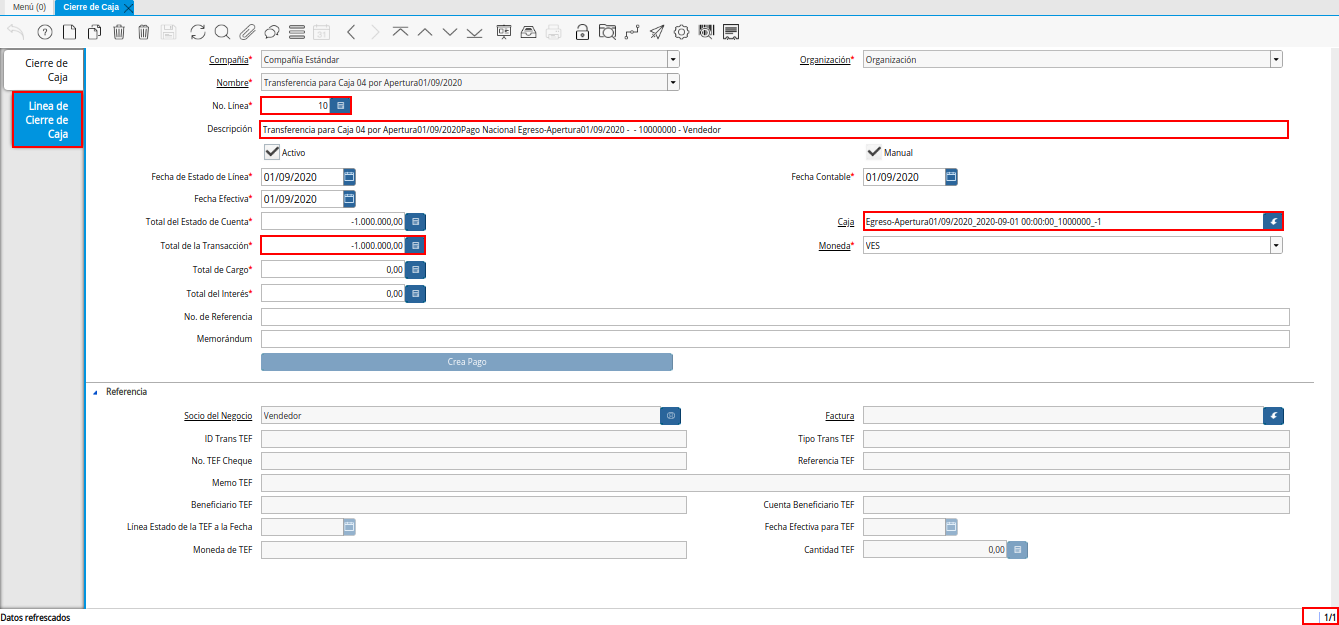 Menú (0) Cierre de Caja
Cierre de
Caja
Linea de
Cierre de
Caja
Compañía* Compañía Estándar Organización* Organización
Nombre* Transferencia para Caja 04 por Apertura01/09/2020
No. Línea* 10
Descripción Transferencia para Caja 04 por Apertura01/09/2020Pago Nacional Egreso-Apertura01/09/2020 - - 10000000 - Vendedor
Activo Manual
Fecha de Estado de Línea* 01/09/2020 Fecha Contable* 01/09/2020
Fecha Efectiva* 01/09/2020
Total del Estado de Cuenta* -1.000.000,00 Caja Egreso-Apertura01/09/2020_2020-09-01 00:00:00_1000000_-1
Total de la Transacción* -1.000.000,00 Moneda* VES
Total de Cargo* 0,00
Total del Interés* 0,00
No. de Referencia
Memorándum
Crea Pago
Referencia
Socio del Negocio Vendedor Factura
ID Trans TEF Tipo Trans TEF
No. TEF Cheque Referencia TEF
Memo TEF
Beneficiario TEF Cuenta Beneficiario TEF
Línea Estado de la TEF a la Fecha Fecha Efectiva para TEF
Moneda de TEF Cantidad TEF 0,00
Datos refrescados 1/1